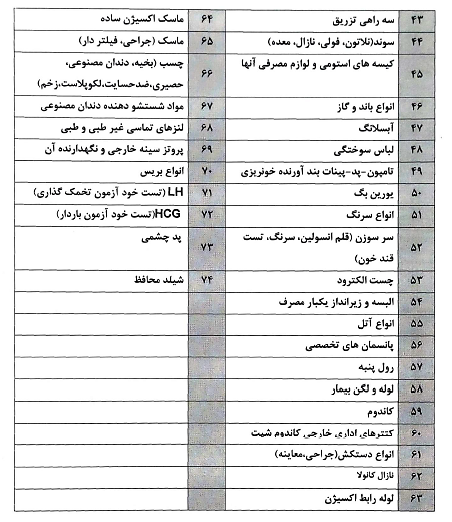 ۴۳ سه راهی تزریق
۴۴ سوند(نلاتون، فولی، نازال، معده)
۴۵ کیسه های استومی و لوازم مصرفی آنها
۴۶ انواع باند و گاز
۴۷ آبسلانگ
۴۸ لباس سوختگی
۴۹ تامپون-پد-پینات بند آورنده خونریزی
۵۰ یورین بگ
۵۱ انواع سرنگ
۵۲ سر سوزن (قلم انسولین، سرنگ، تست
قند خون)
۵۳ چست الکترود
۵۴ البسه و زیرانداز یکبار مصرف
۵۵ انواع آتل
۵۶ پانسمان های تخصصی
۵۷ رول پنبه
۵۸ لوله و لگن بیمار
۵۹ کاندوم
۶۰ کتترهای اداری خارجی کاندوم شیت
۶۱ انواع دستکش(جراحی،معاینه)
۶۲ نازال کانولا
۶۳ لوله رابط اکسیژن
۶۴ ماسک اکسیژن ساده
۶۵ ماسک (جراحی، فیلتر دار)
۶۶ چسب (بخیه، دندان مصنوعی،
حصیری،ضدحسایت،لکوپلاست،زخم)
۶۷ مواد شستشو دهنده دندان مصنوعی
۶۸ لنزهای تماسی غیر طبی و طبی
۶۹ پروتز سینه خارجی و نگهدارنده آن
۷۰ انواع بریس
۷۱ LH (تست خود آزمون تخمک گذاری)
۷۲ HCG(تست خود آزمون باردار)
۷۳ پد چشمی
۷۴ شیلد محافظ